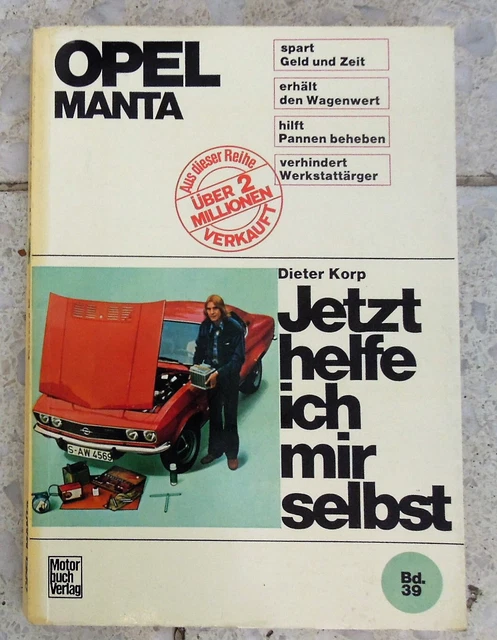 OPEL
MANTA
spart
Geld und Zeit
erhält
den Wagenwert
hilft
Pannen beheben
verhindert
Werkstattärger
Aus dieser Reihe
ÜBER 2
MILLIONEN
VERKAUFT
Dieter Korp
Jetzt
helfe
ich
mir
selbst
S-AW 4569
Motor
buch
Verlag
Bd.
39